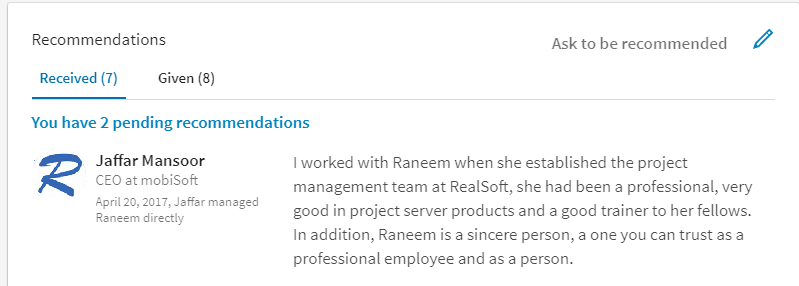 Recommendations
Ask to be recommended
Received (7)
Given (8)
You have 2 pending recommendations
R
Jaffar Mansoor
CEO at mobiSoft
April 20, 2017, Jaffar managed
Raneem directly
I worked with Raneem when she established the project
management team at RealSoft, she had been a professional, very
good in project server products and a good trainer to her fellows.
In addition, Raneem is a sincere person, a one you can trust as a
professional employee and as a person.